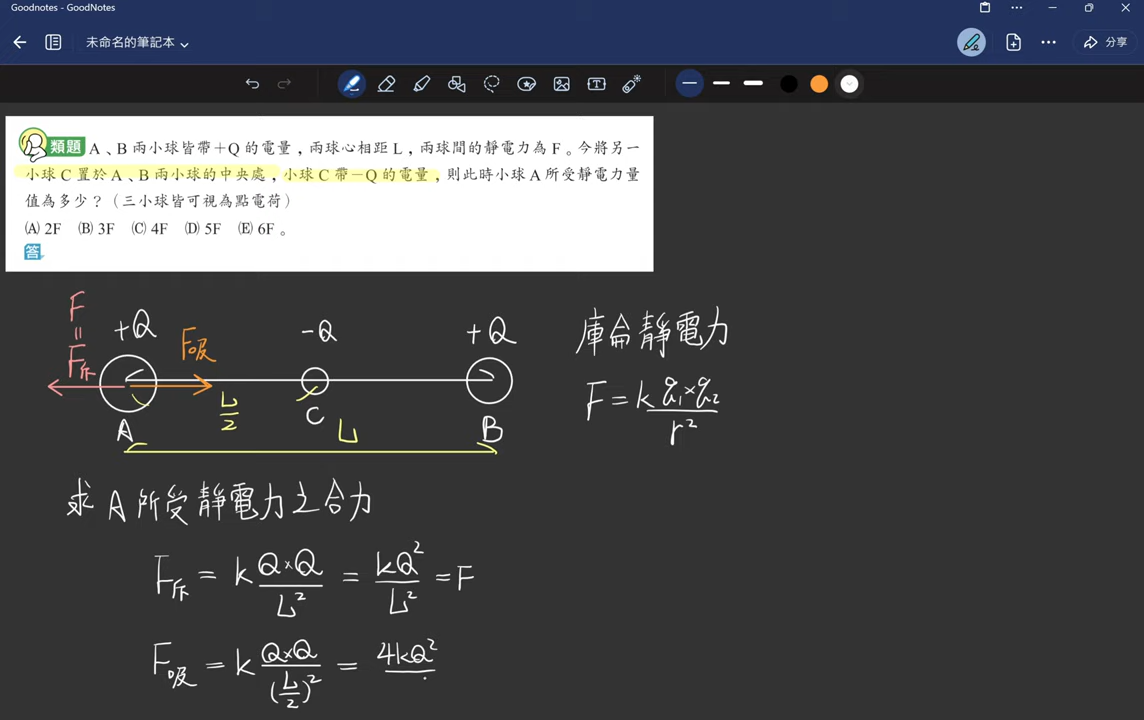 Goodnotes - GoodNotes
未命名的筆記本
分享
類題 A、B 兩小球皆帶+Q 的電量，兩球心相距 L，兩球間的靜電力為 F。今將另一
小球 C 置於 A、B 兩小球的中央處，小球 C 帶-Q 的電量，則此時小球 A 所受靜電力量
值為多少？（三小球皆可視為點電荷）
(A) 2F (B) 3F (C) 4F (D) 5F (E) 6F。
答
F = F斥
+Q
F吸
-Q
+Q
L/2
A
C
L
B
庫侖靜電力
F = k q₁×q₂ / r²
求 A 所受靜電力之合力
F斥 = k Q×Q / L² = kQ² / L² = F
F吸 = k Q×Q / (L/2)² = 4kQ²